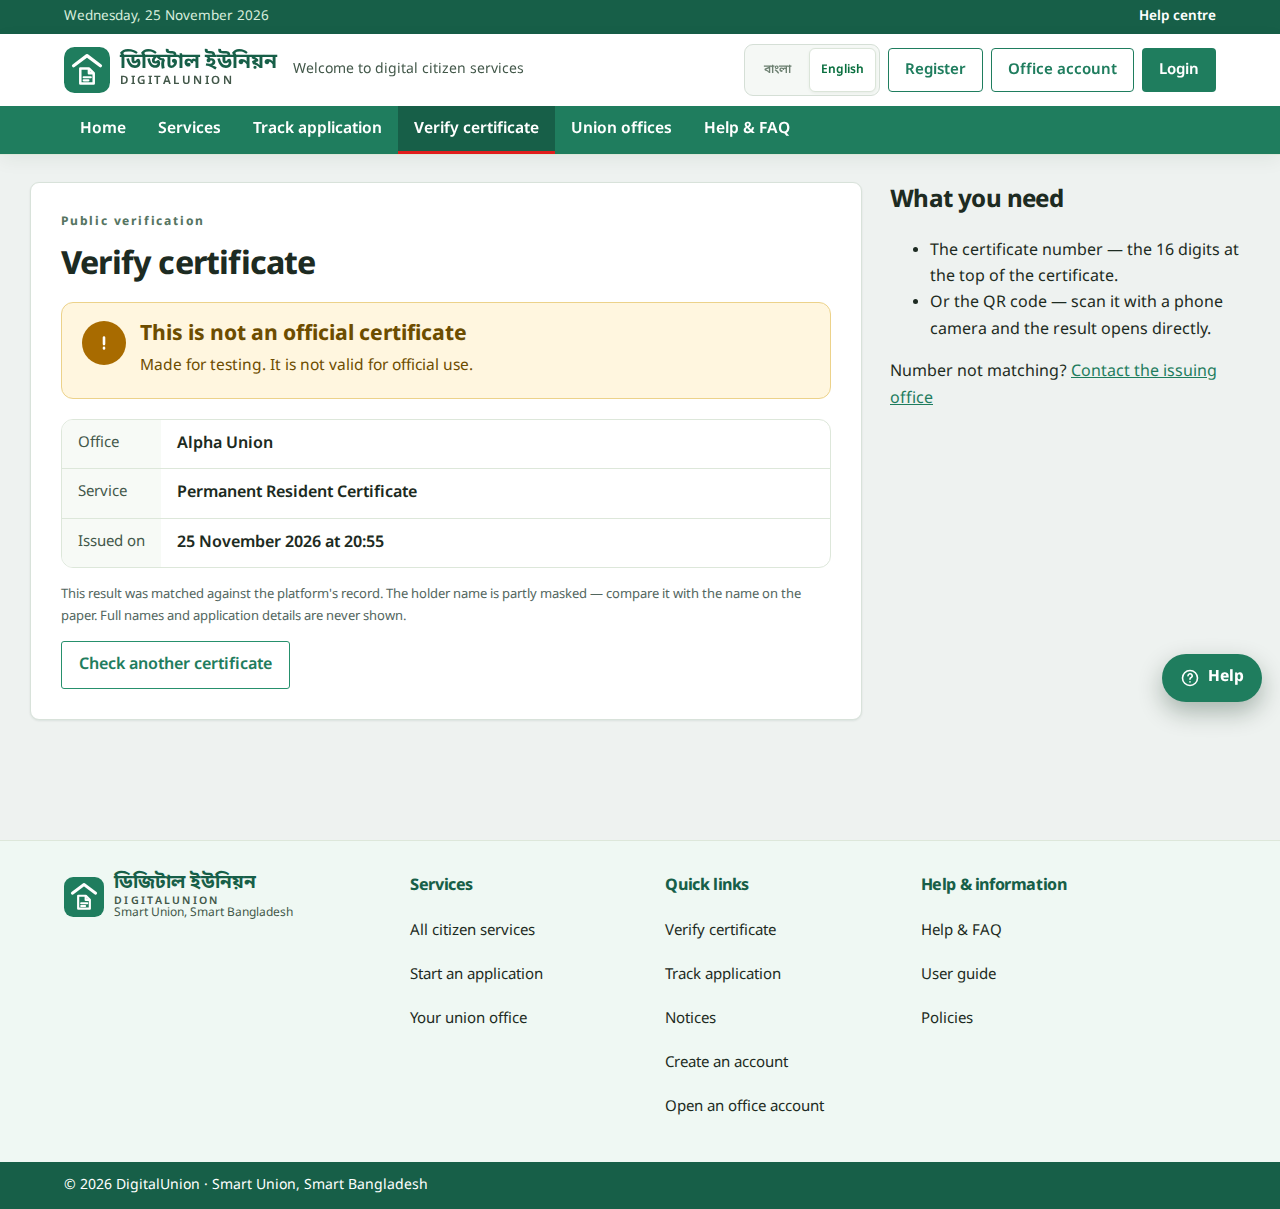 Wednesday, 25 November 2026
Help centre
ডিজিটাল ইউনিয়ন
DIGITALUNION
Welcome to digital citizen services
বাংলা
English
Register
Office account
Login
Home
Services
Track application
Verify certificate
Union offices
Help & FAQ
Public verification
Verify certificate
This is not an official certificate
Made for testing. It is not valid for official use.
Office
Alpha Union
Service
Permanent Resident Certificate
Issued on
25 November 2026 at 20:55
This result was matched against the platform's record. The holder name is partly masked — compare it with the name on the
paper. Full names and application details are never shown.
Check another certificate
What you need
• The certificate number — the 16 digits at
the top of the certificate.
• Or the QR code — scan it with a phone
camera and the result opens directly.
Number not matching? Contact the issuing
office
Help
ডিজিটাল ইউনিয়ন
DIGITALUNION
Smart Union, Smart Bangladesh
Services
All citizen services
Start an application
Your union office
Quick links
Verify certificate
Track application
Notices
Create an account
Open an office account
Help & information
Help & FAQ
User guide
Policies
© 2026 DigitalUnion · Smart Union, Smart Bangladesh